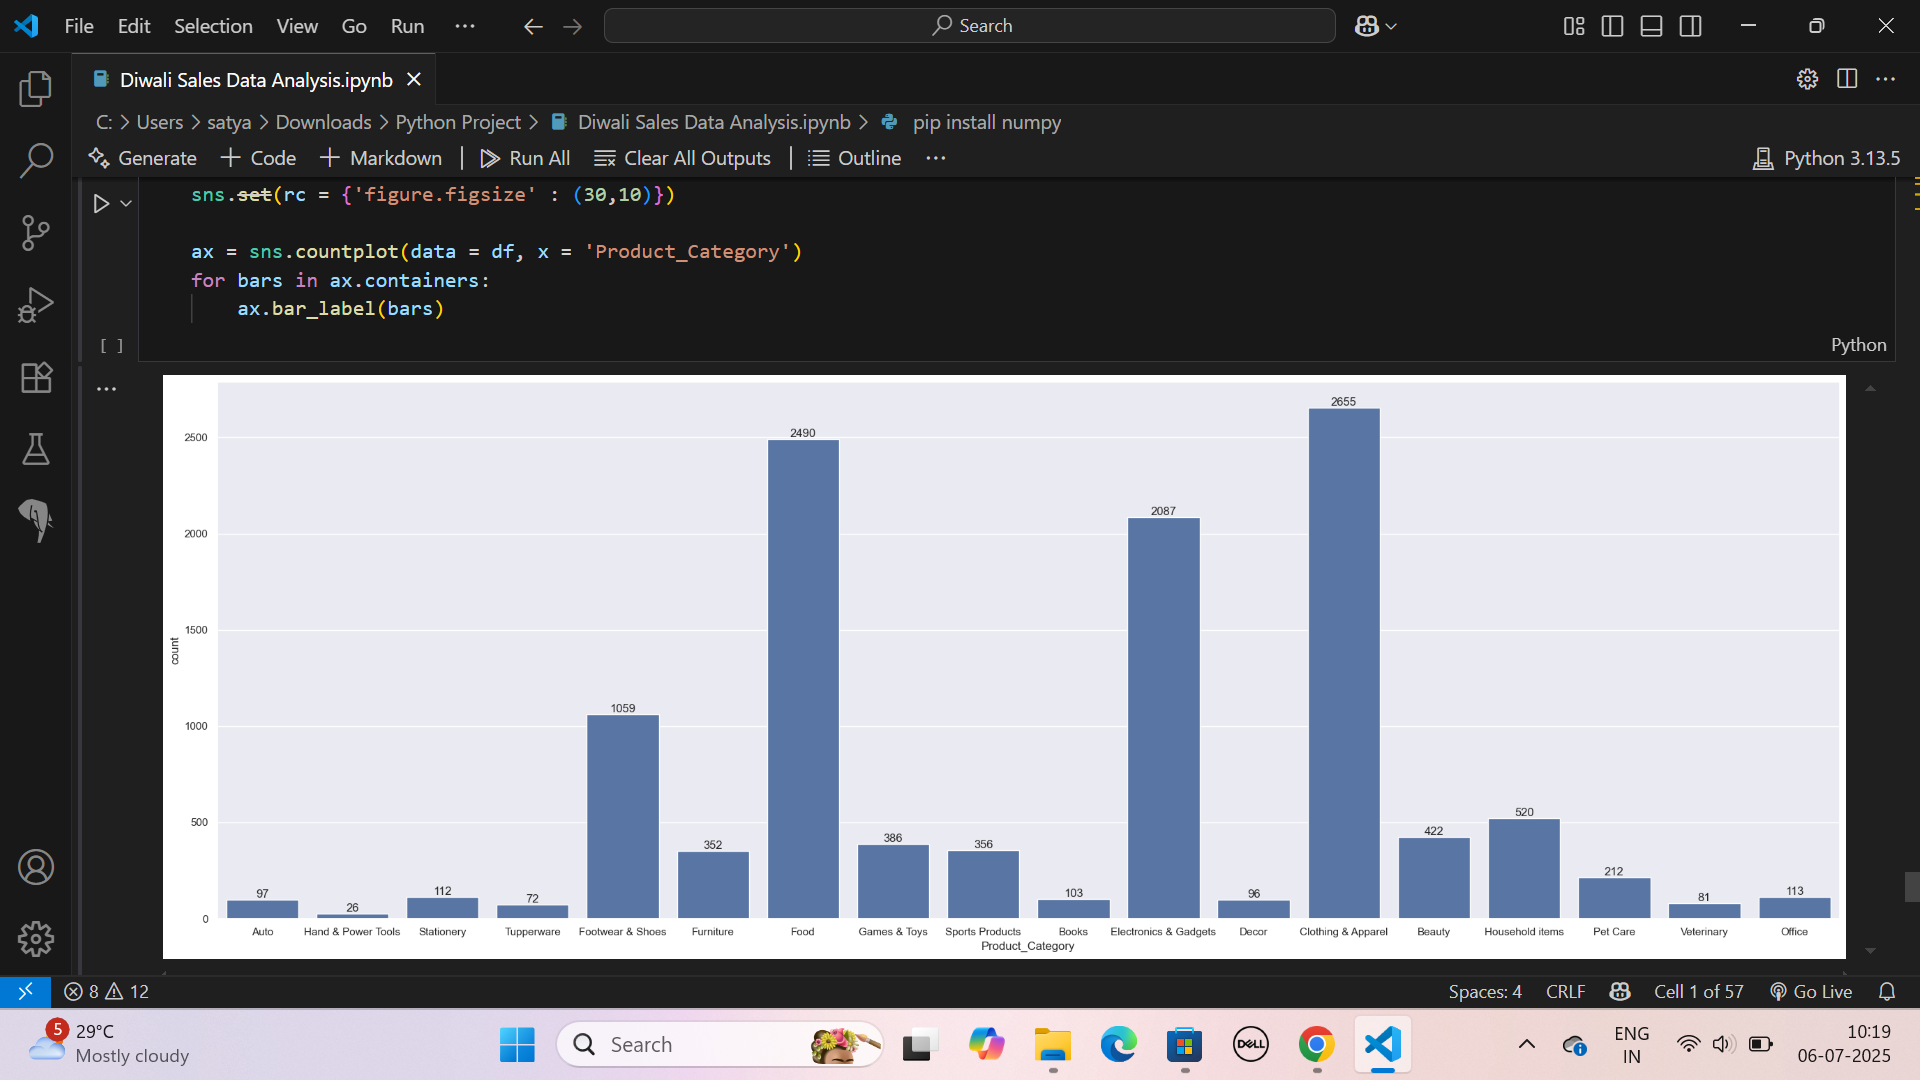 File Edit Selection View Go Run ··· Search
Diwali Sales Data Analysis.ipynb
C: > Users > satya > Downloads > Python Project > Diwali Sales Data Analysis.ipynb > pip install numpy
Generate + Code + Markdown | Run All Clear All Outputs | Outline ··· Python 3.13.5
sns.set(rc = {'figure.figsize' : (30,10)})
ax = sns.countplot(data = df, x = 'Product_Category')
for bars in ax.containers:
    ax.bar_label(bars)
[ ] Python
2655
2490
2500
2087
2000
1500
count
1059
1000
520
500
422
386
352 356
212
97 26 112 72 103 96 81 113
0
Auto Hand & Power Tools Stationery Tupperware Footwear & Shoes Furniture Food Games & Toys Sports Products Books Electronics & Gadgets Decor Clothing & Apparel Beauty Household items Pet Care Veterinary Office
Product_Category
8 12 Spaces: 4 CRLF Cell 1 of 57 Go Live
5 29°C
Mostly cloudy
Search
DELL
ENG
IN
10:19
06-07-2025